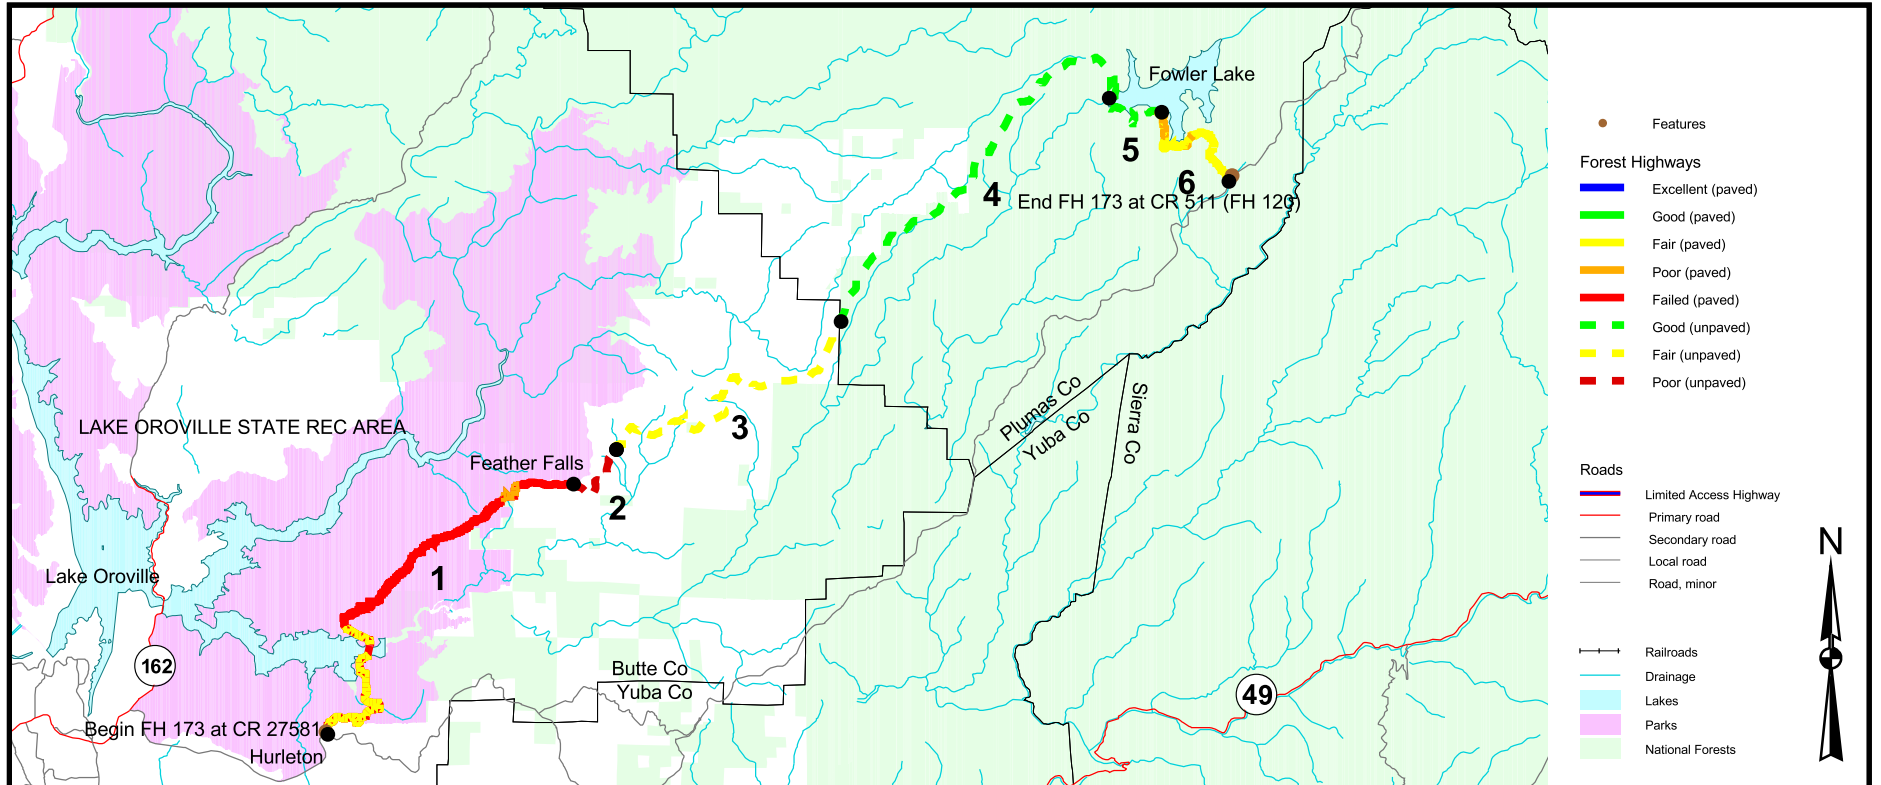 Fowler Lake
5
4
6
End FH 173 at CR 511 (FH 120)
Plumas Co
Yuba Co
Sierra Co
LAKE OROVILLE STATE REC AREA
3
Feather Falls
2
1
Lake Oroville
162
Butte Co
Yuba Co
49
Begin FH 173 at CR 27581
Hurleton
Features
Forest Highways
Excellent (paved)
Good (paved)
Fair (paved)
Poor (paved)
Failed (paved)
Good (unpaved)
Fair (unpaved)
Poor (unpaved)
Roads
Limited Access Highway
Primary road
Secondary road
Local road
Road, minor
N
Railroads
Drainage
Lakes
Parks
National Forests